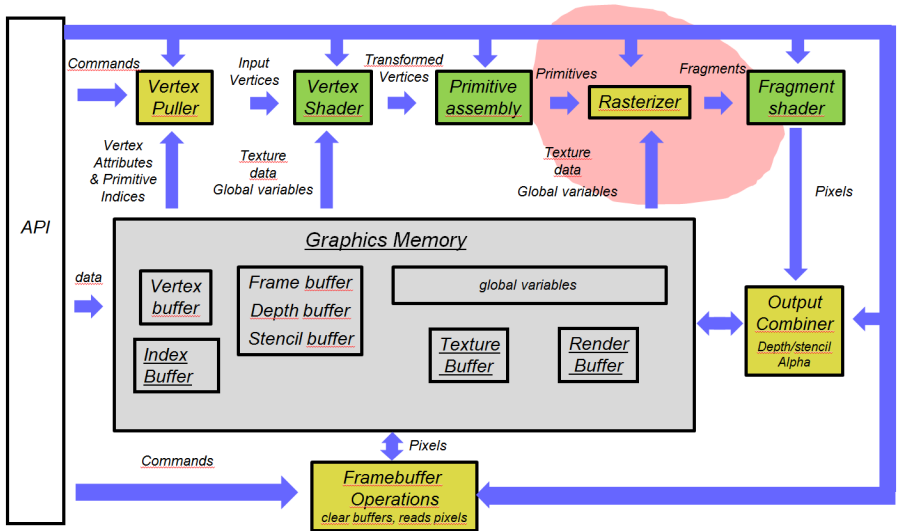 API
Commands
Vertex
Puller
Input
Vertices
Vertex
Shader
Transformed
Vertices
Primitive
assembly
Primitives
Rasterizer
Fragments
Fragment
shader
Vertex
Attributes
& Primitive
Indices
Texture
data
Global variables
Texture
data
Global variables
Pixels
data
Graphics Memory
Vertex
buffer
Frame buffer
Depth buffer
Stencil buffer
global variables
Index
Buffer
Texture
Buffer
Render
Buffer
Output
Combiner
Depth/stencil
Alpha
Pixels
Commands
Framebuffer
Operations
clear buffers, reads pixels